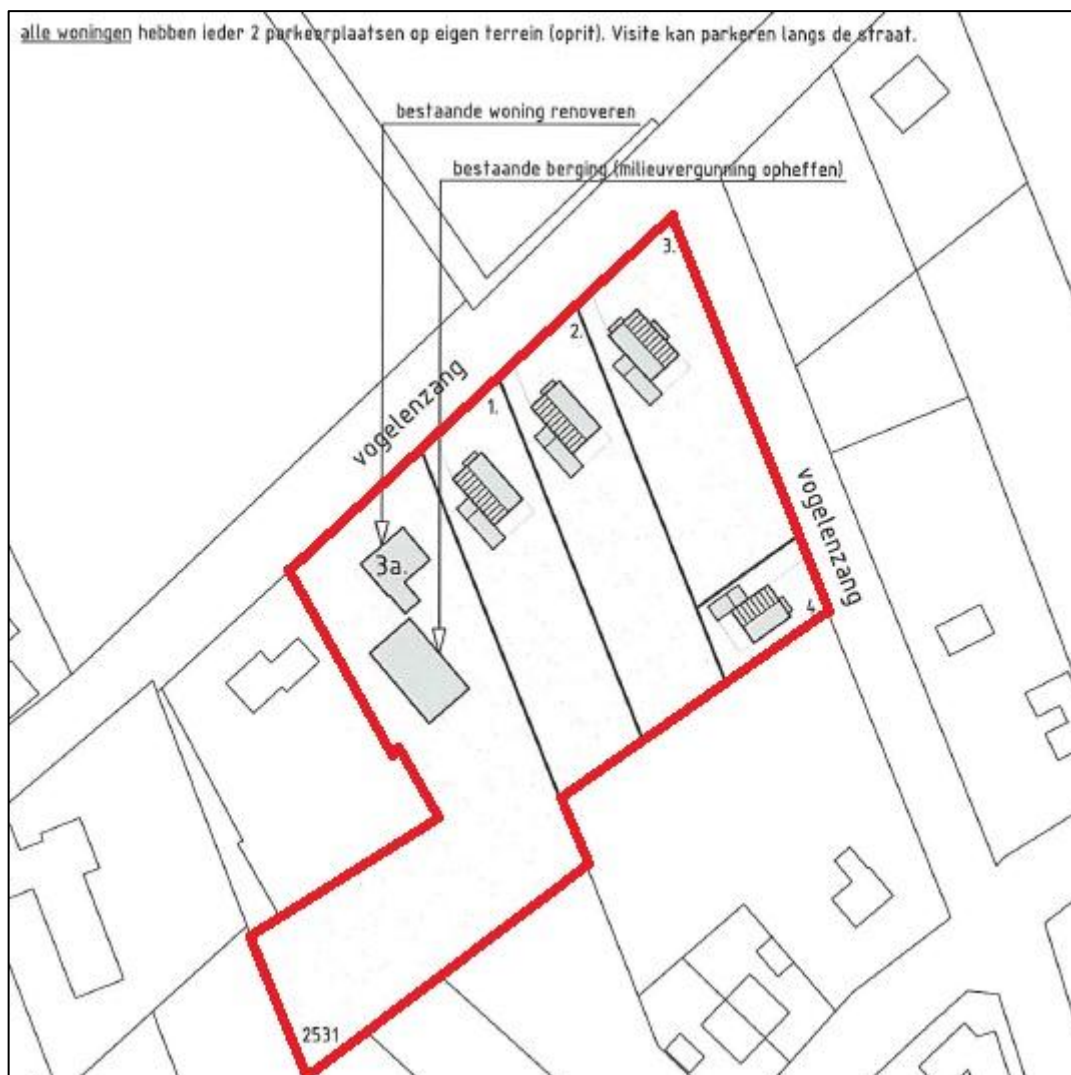 alle woningen hebben ieder 2 parkeerplaatsen op eigen terrein (oprit). Visite kan parkeren langs de straat.
bestaande woning renoveren
bestaande berging (milieuvergunning opheffen)
3.
2.
vogelenzang
1.
vogelenzang
3a.
4
2531